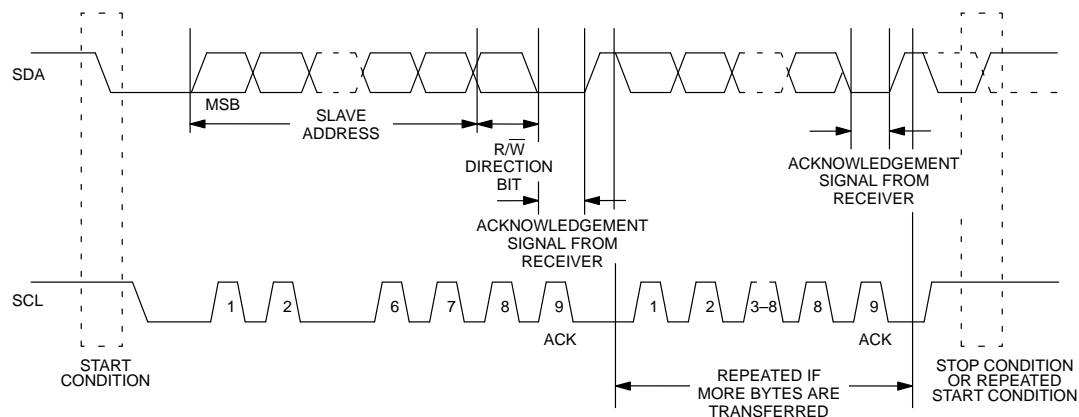 SDA
MSB
SLAVE
ADDRESS
R/W̅
DIRECTION
BIT
ACKNOWLEDGEMENT
SIGNAL FROM
RECEIVER
ACKNOWLEDGEMENT
SIGNAL FROM
RECEIVER
SCL
1 2 6 7 8 9 1 2 3–8 8 9
ACK ACK
START
CONDITION
REPEATED IF
MORE BYTES ARE
TRANSFERRED
STOP CONDITION
OR REPEATED
START CONDITION